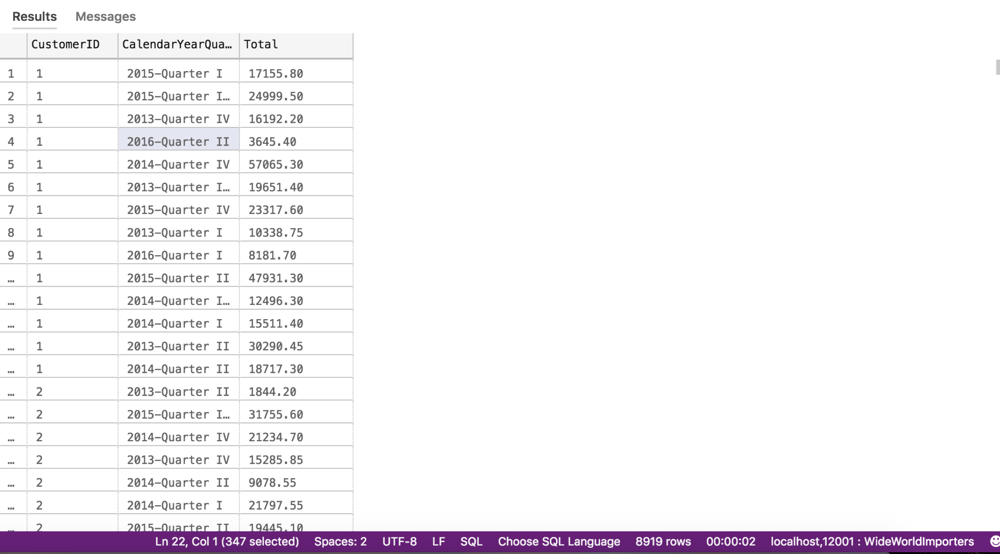 Results Messages
CustomerID CalendarYearQua… Total
1 1 2015-Quarter I 17155.80
2 1 2015-Quarter I… 24999.50
3 1 2013-Quarter IV 16192.20
4 1 2016-Quarter II 3645.40
5 1 2014-Quarter IV 57065.30
6 1 2013-Quarter I… 19651.40
7 1 2015-Quarter IV 23317.60
8 1 2013-Quarter I 10338.75
9 1 2016-Quarter I 8181.70
… 1 2015-Quarter II 47931.30
… 1 2014-Quarter I… 12496.30
… 1 2014-Quarter I 15511.40
… 1 2013-Quarter II 30290.45
… 1 2014-Quarter II 18717.30
… 2 2013-Quarter II 1844.20
… 2 2015-Quarter I… 31755.60
… 2 2014-Quarter IV 21234.70
… 2 2013-Quarter IV 15285.85
… 2 2014-Quarter II 9078.55
… 2 2014-Quarter I 21797.55
… 2 2015-Quarter II 19445.10
Ln 22, Col 1 (347 selected) Spaces: 2 UTF-8 LF SQL Choose SQL Language 8919 rows 00:00:02 localhost,12001 : WideWorldImporters